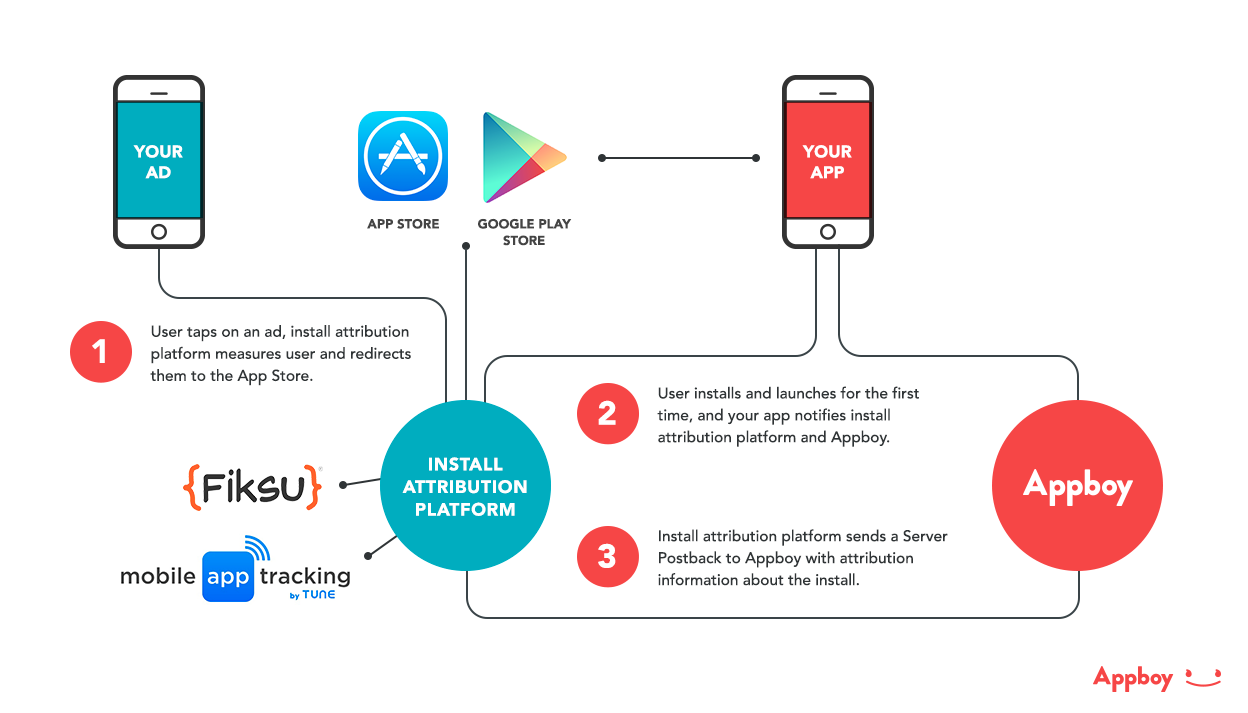 YOUR
AD
APP STORE
GOOGLE PLAY
STORE
YOUR
APP
1
User taps on an ad, install attribution
platform measures user and redirects
them to the App Store.
2
User installs and launches for the first
time, and your app notifies install
attribution platform and Appboy.
{Fiksu}
INSTALL
ATTRIBUTION
PLATFORM
Appboy
mobile app tracking
by TUNE
3
Install attribution platform sends a Server
Postback to Appboy with attribution
information about the install.
Appboy